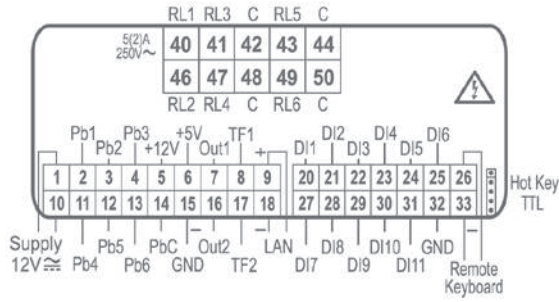 RL1 RL3 C RL5 C
5(2)A
250V~
40 41 42 43 44
46 47 48 49 50
RL2 RL4 C RL6 C
Pb1 Pb3 +5V TF1 DI2 DI4 DI6
Pb2 +12V Out1 + DI1 DI3 DI5
1 2 3 4 5 6 7 8 9 20 21 22 23 24 25 26
10 11 12 13 14 15 16 17 18 27 28 29 30 31 32 33
Hot Key
TTL
Supply Pb5 PbC − Out2 − LAN DI8 DI10 GND −
12V≂ Pb4 Pb6 GND TF2 DI7 DI9 DI11 Remote
Keyboard